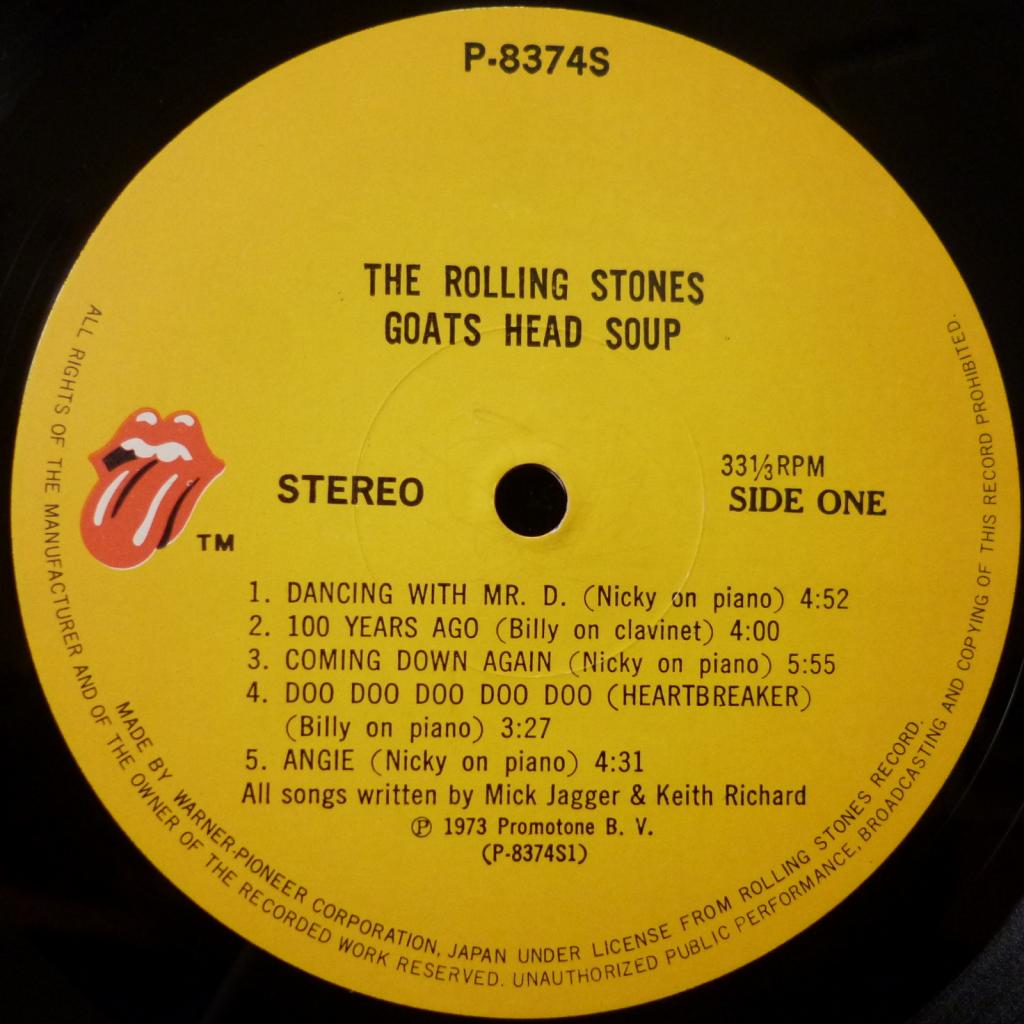 P-8374S
THE ROLLING STONES
GOATS HEAD SOUP
STEREO
33⅓RPM
SIDE ONE
TM
1. DANCING WITH MR. D. (Nicky on piano) 4:52
2. 100 YEARS AGO (Billy on clavinet) 4:00
3. COMING DOWN AGAIN (Nicky on piano) 5:55
4. DOO DOO DOO DOO DOO (HEARTBREAKER)
(Billy on piano) 3:27
5. ANGIE (Nicky on piano) 4:31
All songs written by Mick Jagger & Keith Richard
℗ 1973 Promotone B. V.
(P-8374S1)
MADE BY WARNER-PIONEER CORPORATION, JAPAN UNDER LICENSE FROM ROLLING STONES RECORD.
ALL RIGHTS OF THE MANUFACTURER AND OF THE OWNER OF THE RECORDED WORK RESERVED. UNAUTHORIZED PUBLIC PERFORMANCE, BROADCASTING AND COPYING OF THIS RECORD PROHIBITED.